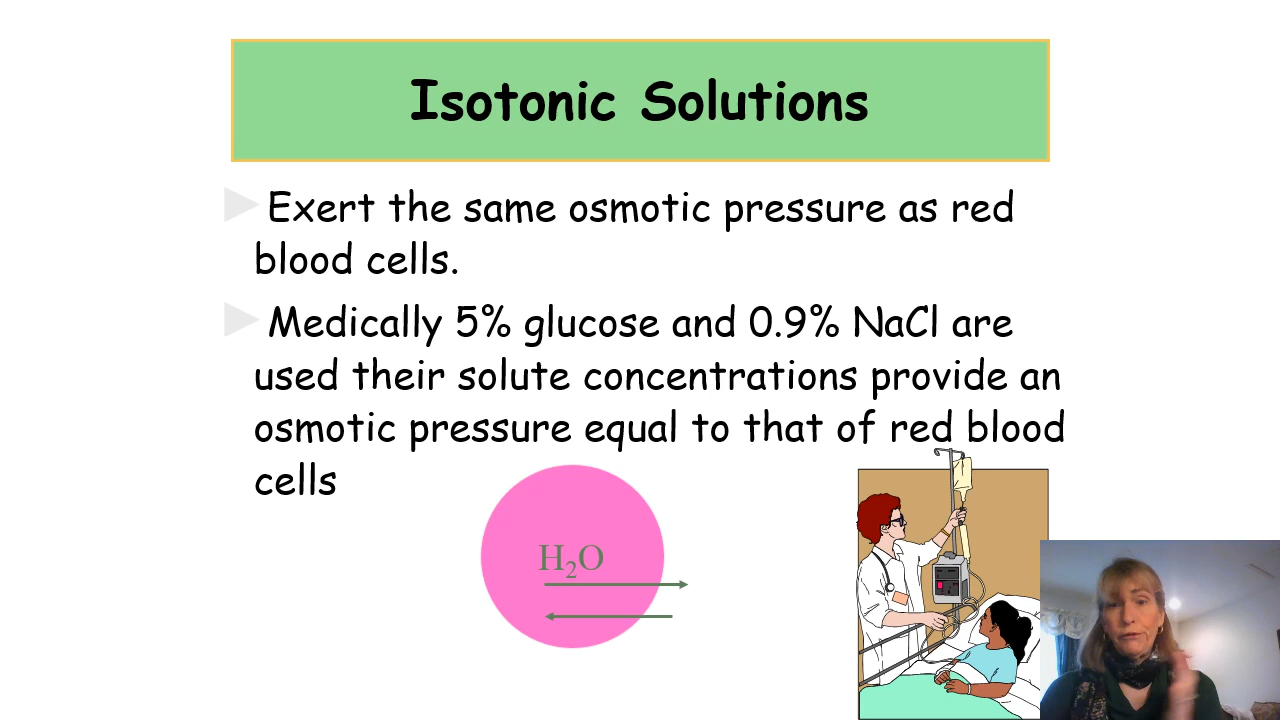 Isotonic Solutions
Exert the same osmotic pressure as red
blood cells.
Medically 5% glucose and 0.9% NaCl are
used their solute concentrations provide an
osmotic pressure equal to that of red blood
cells
H₂O